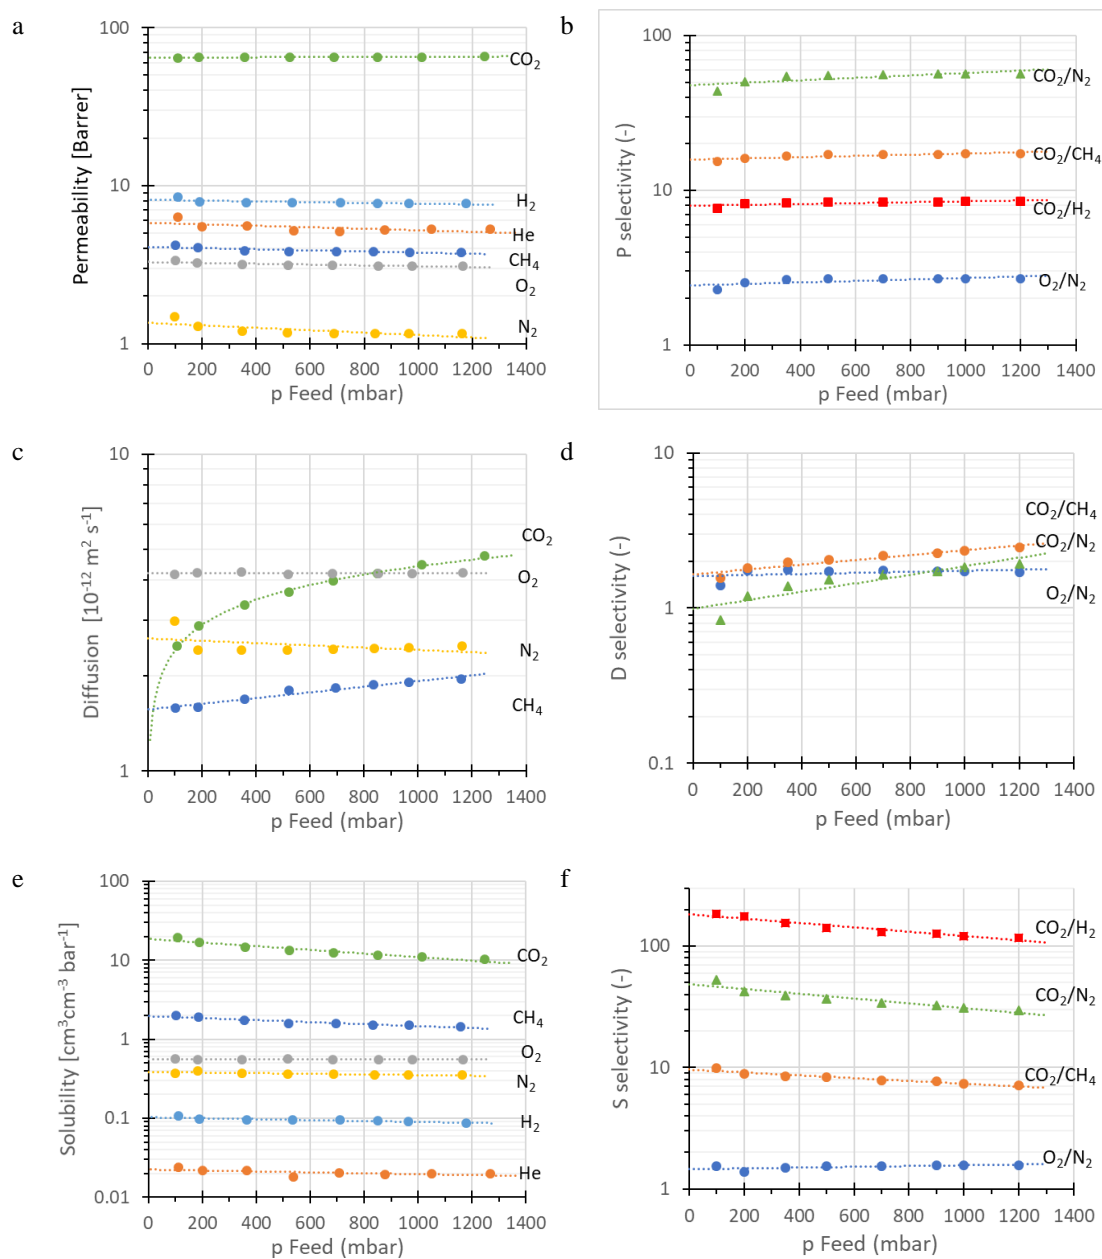 a
100
10
1
Permeability [Barrer]
CO₂
H₂
He
CH₄
O₂
N₂
0 200 400 600 800 1000 1200 1400
p Feed (mbar)
b
100
10
1
P selectivity (-)
CO₂/N₂
CO₂/CH₄
CO₂/H₂
O₂/N₂
0 200 400 600 800 1000 1200 1400
p Feed (mbar)
c
10
1
Diffusion [10⁻¹² m² s⁻¹]
CO₂
O₂
N₂
CH₄
0 200 400 600 800 1000 1200 1400
p Feed (mbar)
d
10
1
0.1
D selectivity (-)
CO₂/CH₄
CO₂/N₂
O₂/N₂
0 200 400 600 800 1000 1200 1400
p Feed (mbar)
e
100
10
1
0.1
0.01
Solubility [cm³cm⁻³ bar⁻¹]
CO₂
CH₄
O₂
N₂
H₂
He
0 200 400 600 800 1000 1200 1400
p Feed (mbar)
f
100
10
1
S selectivity (-)
CO₂/H₂
CO₂/N₂
CO₂/CH₄
O₂/N₂
0 200 400 600 800 1000 1200 1400
p Feed (mbar)